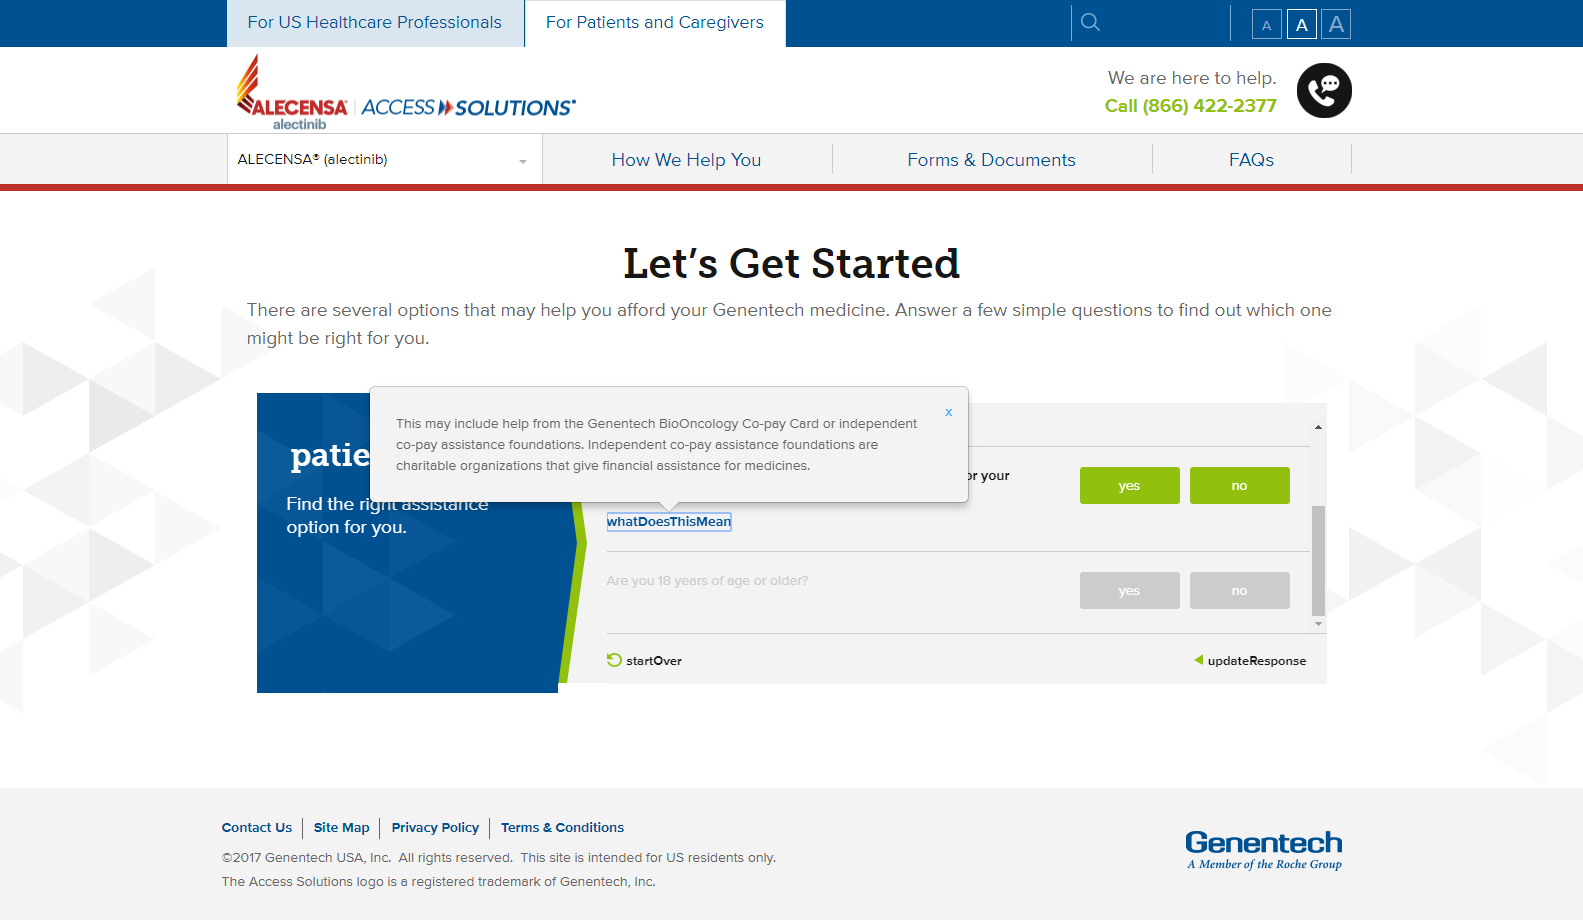 For US Healthcare Professionals
For Patients and Caregivers
A A A
ALECENSA®
alectinib
ACCESS SOLUTIONS®
We are here to help.
Call (866) 422-2377
ALECENSA® (alectinib)
How We Help You
Forms & Documents
FAQs
Let's Get Started
There are several options that may help you afford your Genentech medicine. Answer a few simple questions to find out which one
might be right for you.
This may include help from the Genentech BioOncology Co-pay Card or independent
co-pay assistance foundations. Independent co-pay assistance foundations are
charitable organizations that give financial assistance for medicines.
x
patie
Find the right assistance
option for you.
or your
yes
no
whatDoesThisMean
Are you 18 years of age or older?
yes
no
startOver
updateResponse
Contact Us
Site Map
Privacy Policy
Terms & Conditions
©2017 Genentech USA, Inc. All rights reserved. This site is intended for US residents only.
The Access Solutions logo is a registered trademark of Genentech, Inc.
Genentech
A Member of the Roche Group